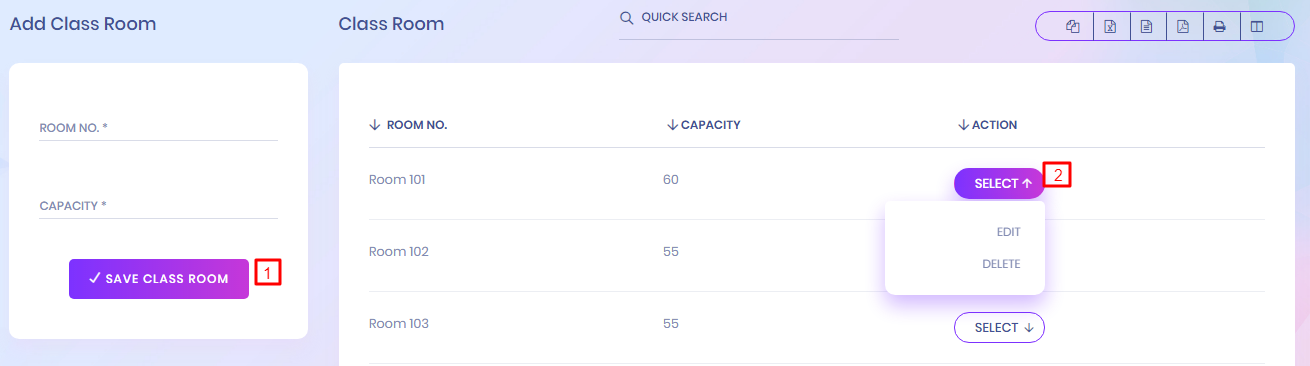 Add Class Room
Class Room
QUICK SEARCH
ROOM NO. *
CAPACITY *
SAVE CLASS ROOM
1
ROOM NO. CAPACITY ACTION
Room 101 60 SELECT
2
EDIT
DELETE
Room 102 55
Room 103 55 SELECT